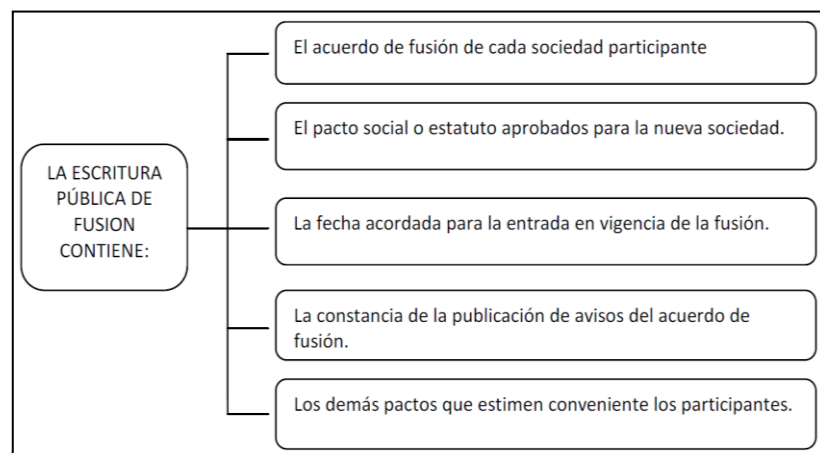 LA ESCRITURA
PÚBLICA DE
FUSION
CONTIENE:
El acuerdo de fusión de cada sociedad participante
El pacto social o estatuto aprobados para la nueva sociedad.
La fecha acordada para la entrada en vigencia de la fusión.
La constancia de la publicación de avisos del acuerdo de
fusión.
Los demás pactos que estimen conveniente los participantes.